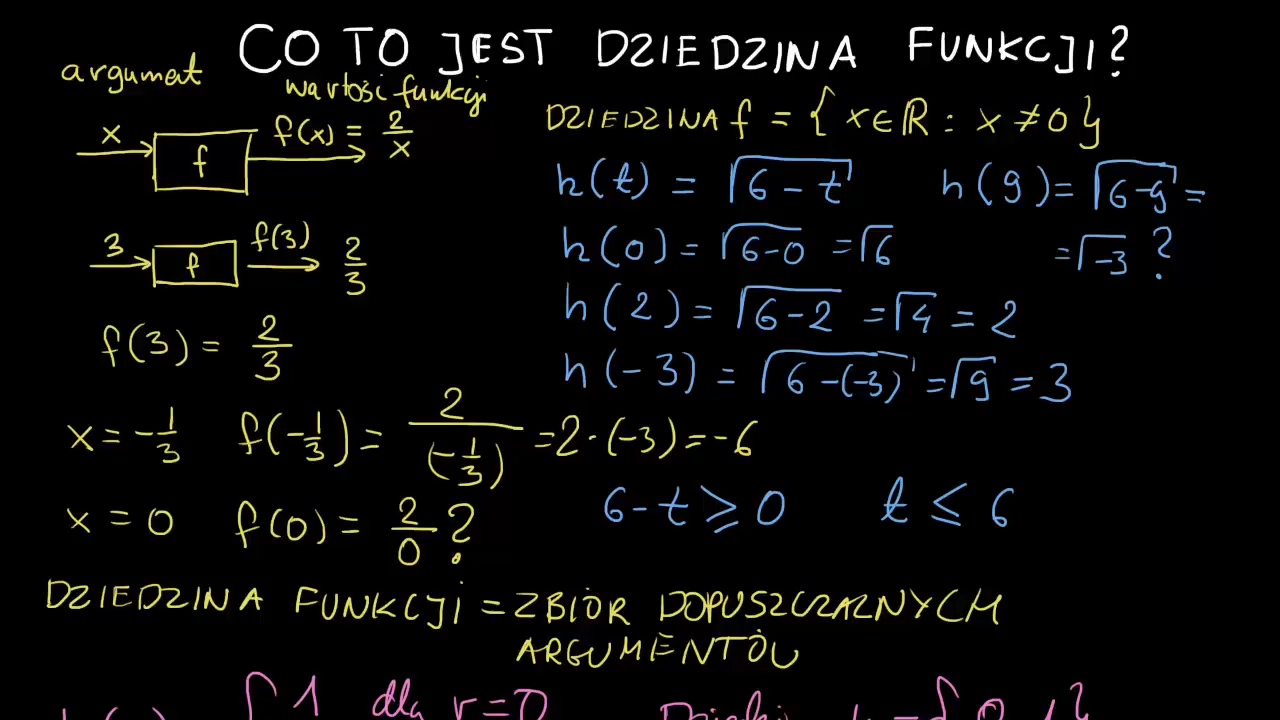 CO TO JEST DZIEDZINA FUNKCJI?
argument
wartość funkcji
x f f(x) = 2/x
3 f f(3) 2/3
f(3) = 2/3
x = -1/3 f(-1/3) = 2/(-1/3) = 2·(-3) = -6
x = 0 f(0) = 2/0 ?
DZIEDZINA f = { x∈ℝ : x ≠ 0 }
h(t) = √(6-t)
h(0) = √(6-0) = √6
h(2) = √(6-2) = √4 = 2
h(-3) = √(6-(-3)) = √9 = 3
h(9) = √(6-9) =
= √-3 ?
6-t ⩾ 0 t ≤ 6
DZIEDZINA FUNKCJI = ZBIÓR DOPUSZCZALNYCH
ARGUMENTÓW
1 dla r=0